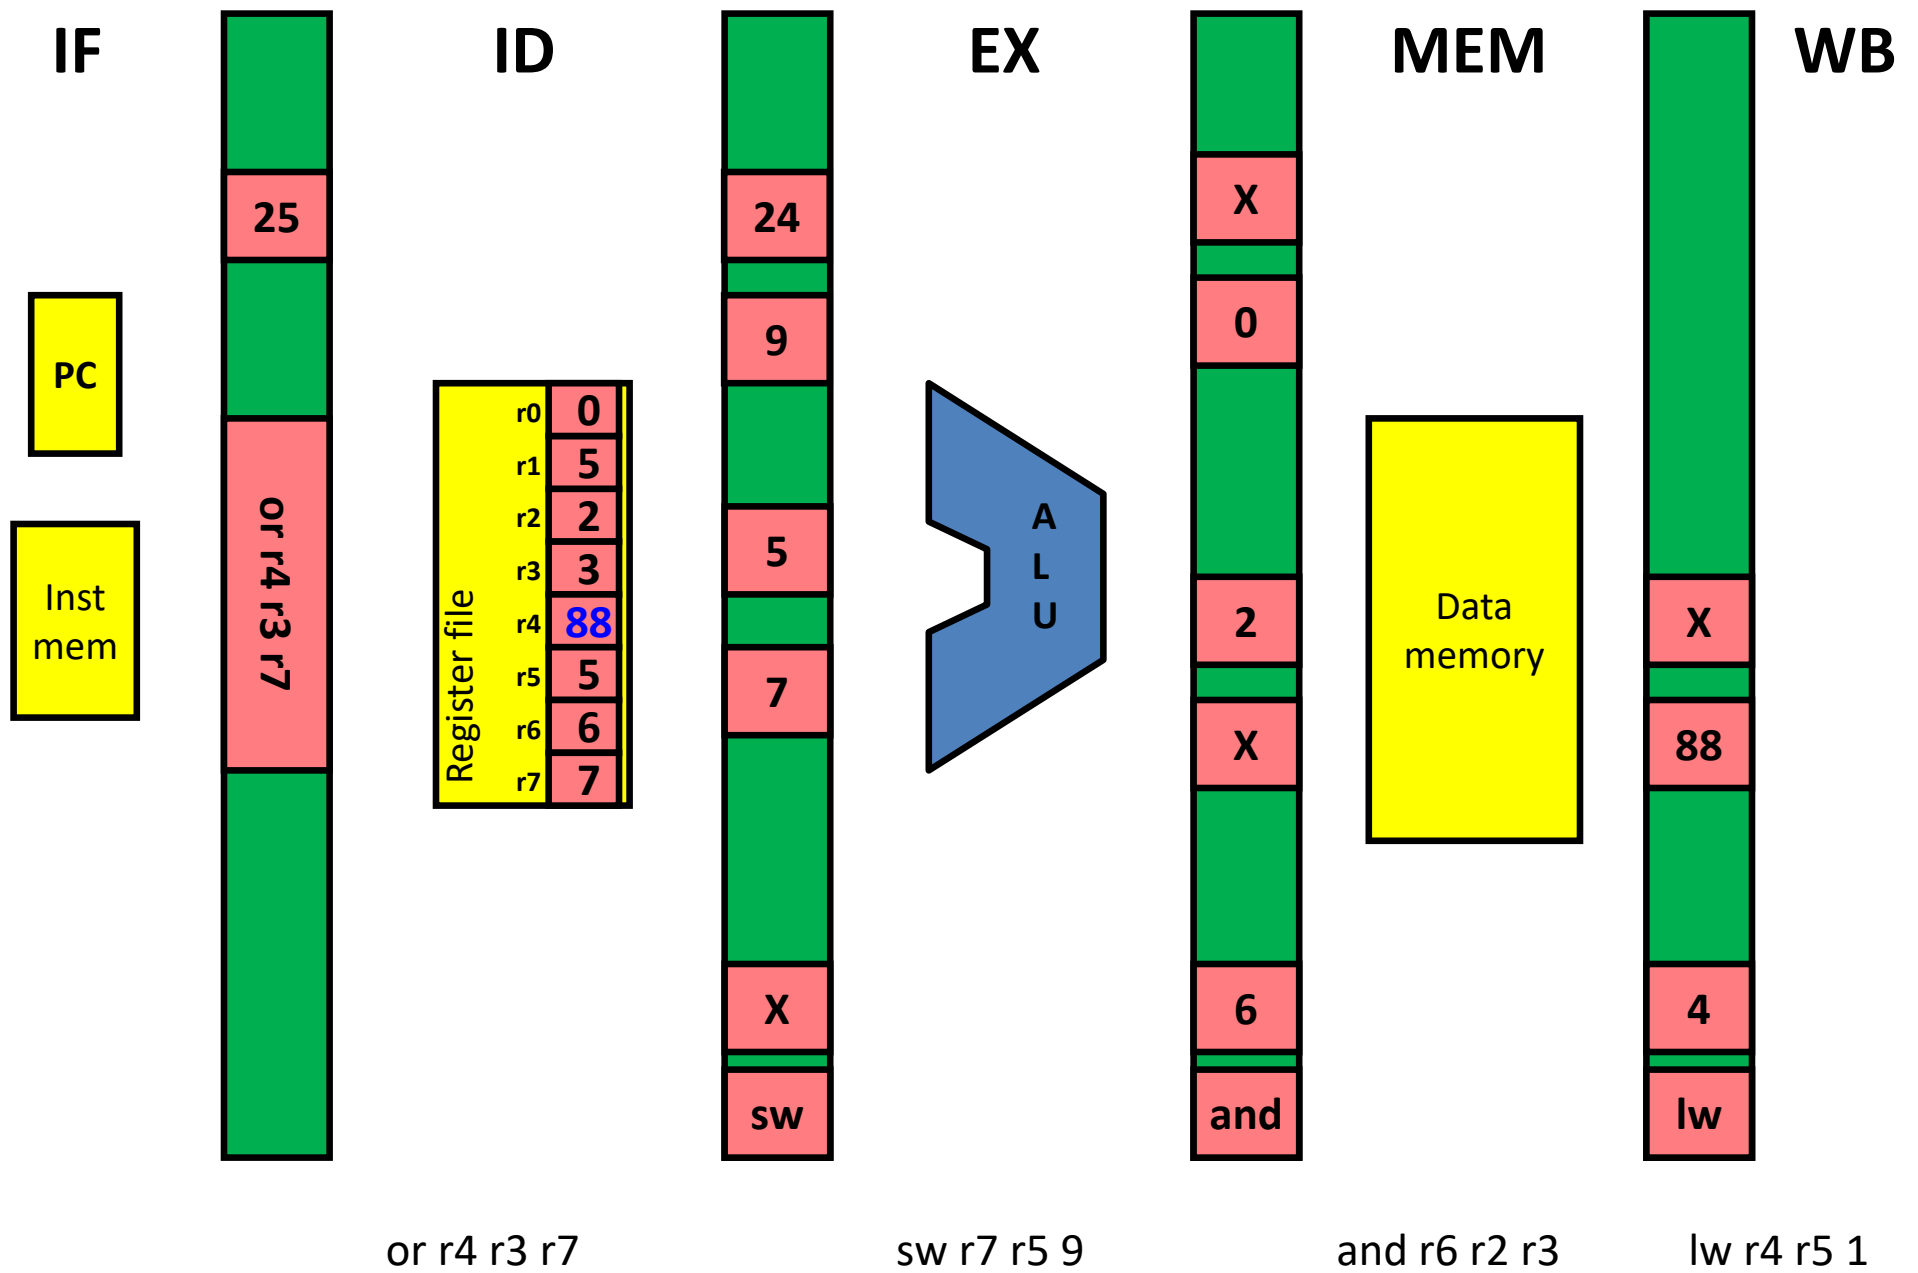 IF
ID
EX
MEM
WB
25
PC
Inst
mem
or r4 r3 r7
Register file
r0 0
r1 5
r2 2
r3 3
r4 88
r5 5
r6 6
r7 7
24
9
5
7
X
sw
A
L
U
X
0
2
X
6
and
Data
memory
X
88
4
lw
or r4 r3 r7
sw r7 r5 9
and r6 r2 r3
lw r4 r5 1